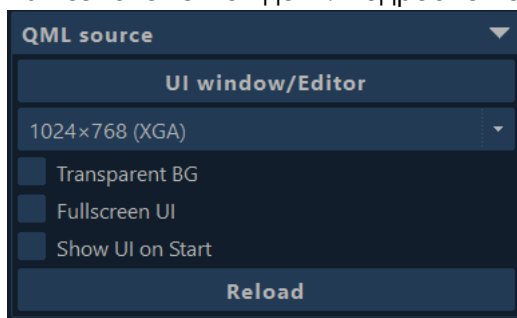 QML source
UI window/Editor
1024×768 (XGA)
Transparent BG
Fullscreen UI
Show UI on Start
Reload